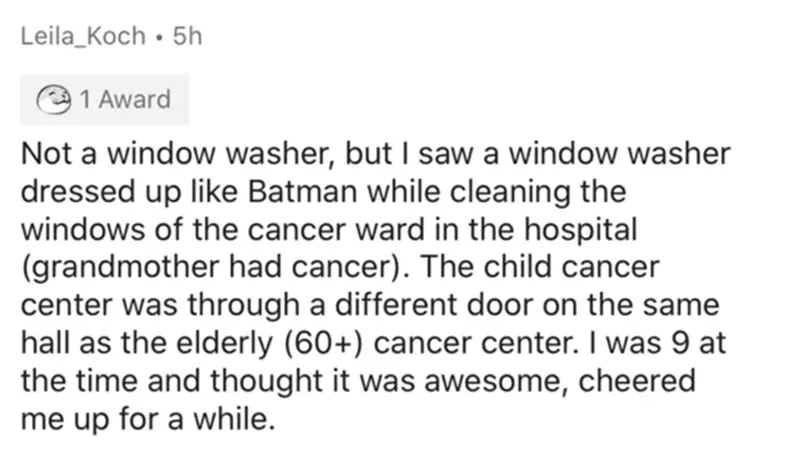 Leila_Koch • 5h
1 Award
Not a window washer, but I saw a window washer
dressed up like Batman while cleaning the
windows of the cancer ward in the hospital
(grandmother had cancer). The child cancer
center was through a different door on the same
hall as the elderly (60+) cancer center. I was 9 at
the time and thought it was awesome, cheered
me up for a while.